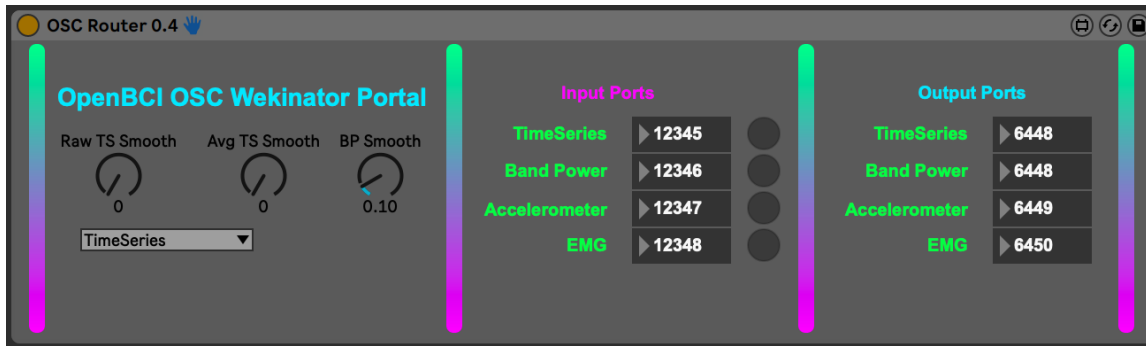 OSC Router 0.4
OpenBCI OSC Wekinator Portal
Raw TS Smooth
0
Avg TS Smooth
0
BP Smooth
0.10
TimeSeries
Input Ports
TimeSeries 12345
Band Power 12346
Accelerometer 12347
EMG 12348
Output Ports
TimeSeries 6448
Band Power 6448
Accelerometer 6449
EMG 6450